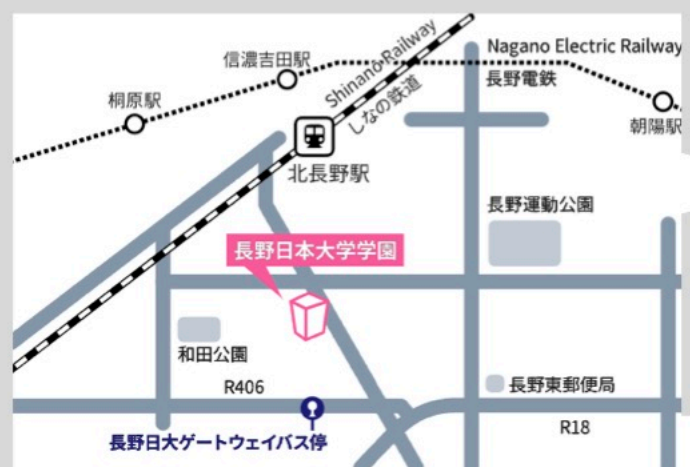 Nagano Electric Railway
長野電鉄
信濃吉田駅
Shinano Railway
しなの鉄道
桐原駅
朝陽駅
北長野駅
長野運動公園
長野日本大学学園
和田公園
R406
長野東郵便局
R18
長野日大ゲートウェイバス停